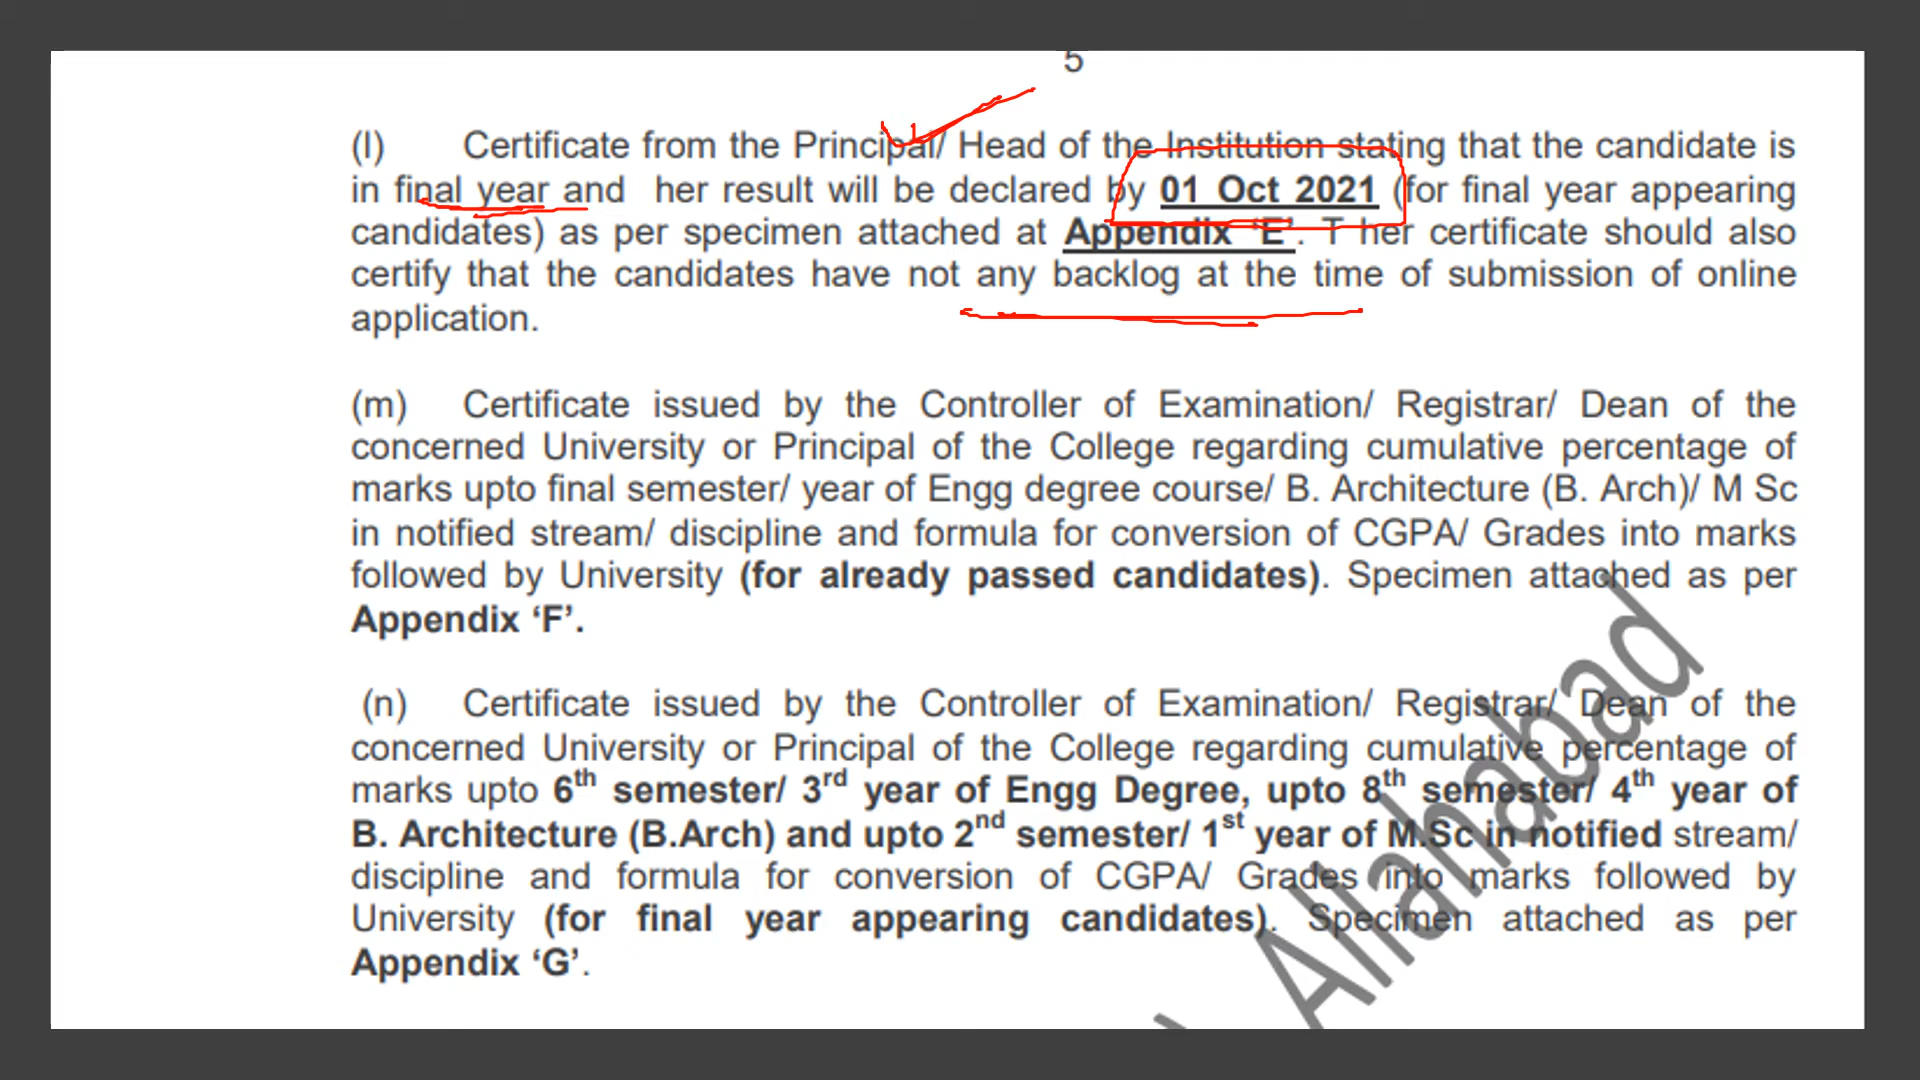 5
(l) Certificate from the Principal/ Head of the Institution stating that the candidate is
in final year and her result will be declared by 01 Oct 2021 (for final year appearing
candidates) as per specimen attached at Appendix ‘E’. T her certificate should also
certify that the candidates have not any backlog at the time of submission of online
application.
(m) Certificate issued by the Controller of Examination/ Registrar/ Dean of the
concerned University or Principal of the College regarding cumulative percentage of
marks upto final semester/ year of Engg degree course/ B. Architecture (B. Arch)/ M Sc
in notified stream/ discipline and formula for conversion of CGPA/ Grades into marks
followed by University (for already passed candidates). Specimen attached as per
Appendix ‘F’.
(n) Certificate issued by the Controller of Examination/ Registrar/ Dean of the
concerned University or Principal of the College regarding cumulative percentage of
marks upto 6th semester/ 3rd year of Engg Degree, upto 8th semester/ 4th year of
B. Architecture (B.Arch) and upto 2nd semester/ 1st year of M.Sc in notified stream/
discipline and formula for conversion of CGPA/ Grades into marks followed by
University (for final year appearing candidates). Specimen attached as per
Appendix ‘G’.
Allahabad